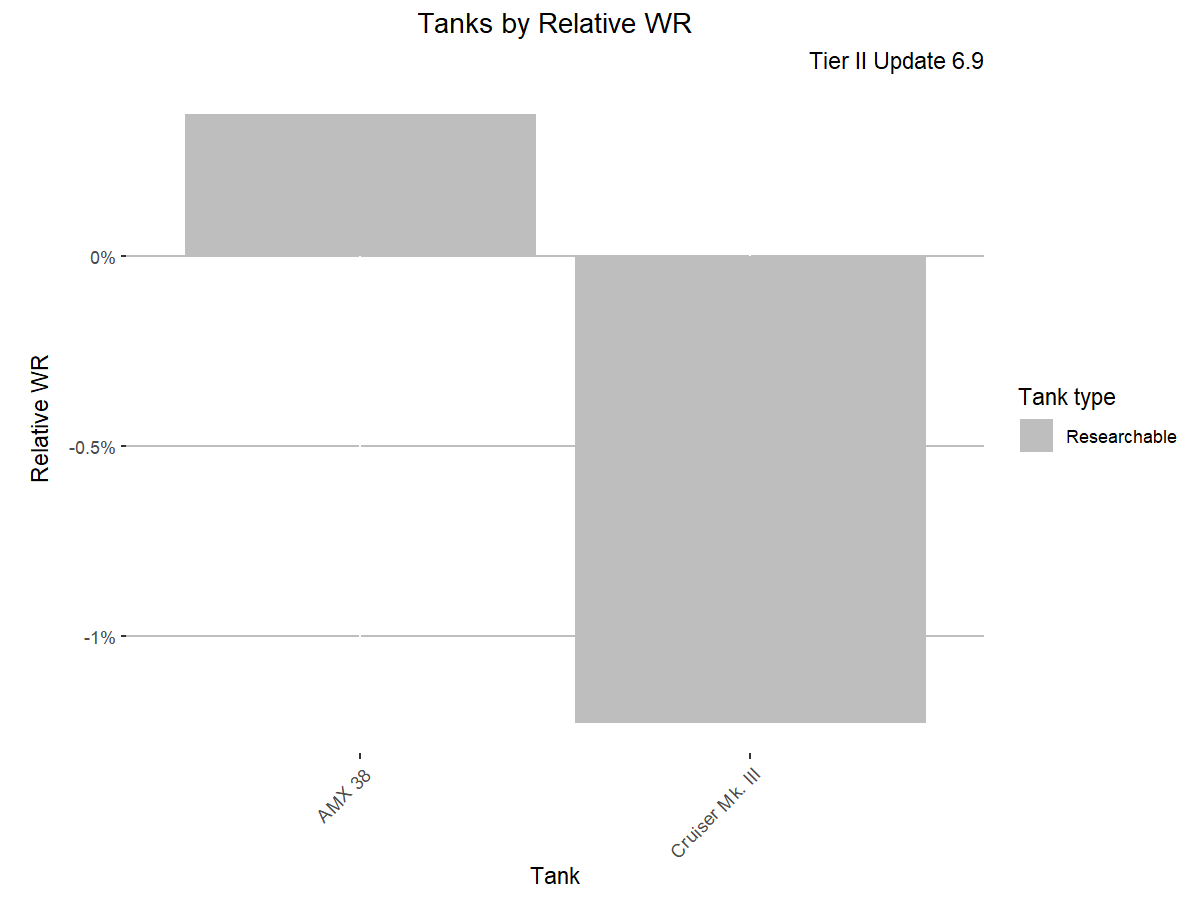 Tanks by Relative WR
Tier II Update 6.9
0%
-0.5%
-1%
Relative WR
AMX 38
Cruiser Mk. III
Tank
Tank type
Researchable